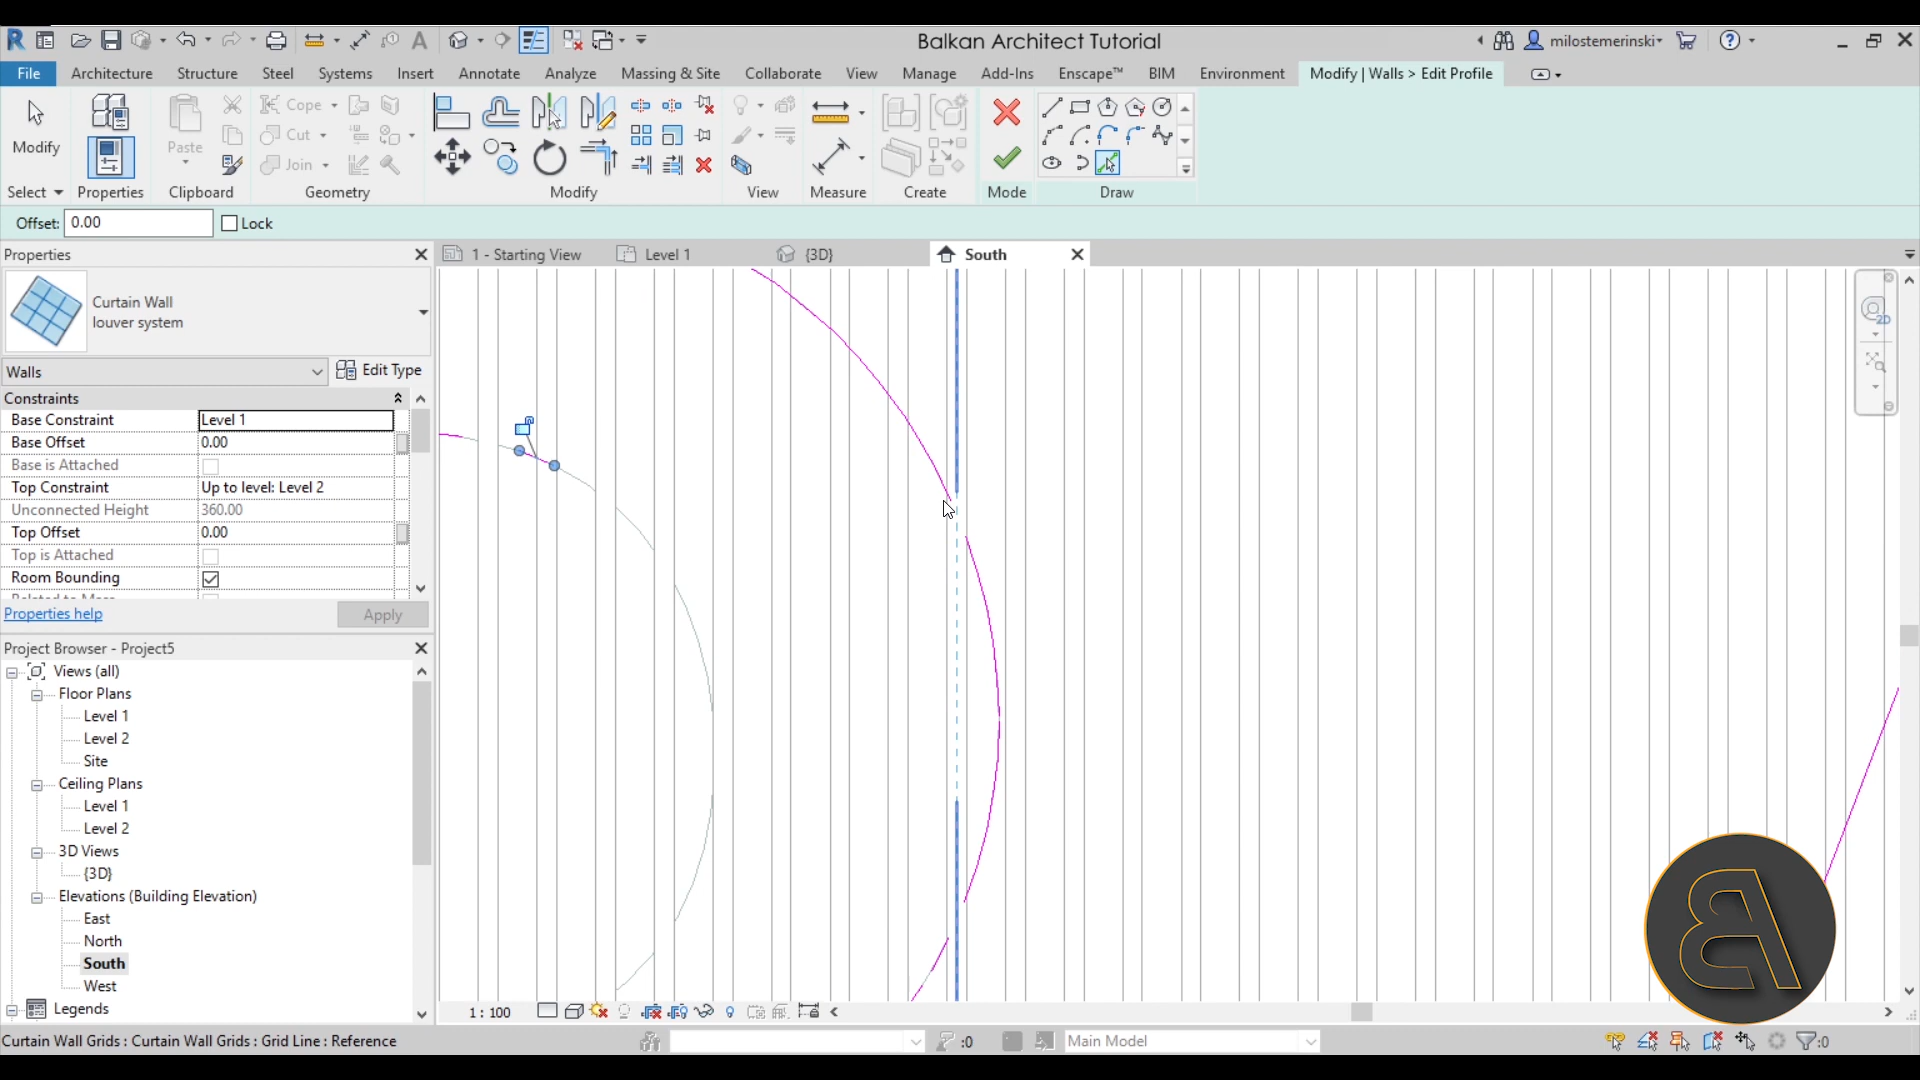 Balkan Architect Tutorial
milostemerinski
File
Architecture
Structure
Steel
Systems
Insert
Annotate
Analyze
Massing & Site
Collaborate
View
Manage
Add-Ins
Enscape™
BIM
Environment
Modify | Walls > Edit Profile
Modify
Paste
Cope
Cut
Join
Select
Properties
Clipboard
Geometry
Modify
View
Measure
Create
Mode
Draw
Offset: 0.00
Lock
Properties
1 - Starting View
Level 1
{3D}
South
Curtain Wall
louver system
2D
Walls
Edit Type
Constraints
Base Constraint
Level 1
Base Offset
0.00
Base is Attached
Top Constraint
Up to level: Level 2
Unconnected Height
360.00
Top Offset
0.00
Top is Attached
Room Bounding
Properties help
Apply
Project Browser - Project5
Views (all)
Floor Plans
Level 1
Level 2
Site
Ceiling Plans
Level 1
Level 2
3D Views
{3D}
Elevations (Building Elevation)
East
North
South
West
Legends
1 : 100
Curtain Wall Grids : Curtain Wall Grids : Grid Line : Reference
:0
Main Model
:0